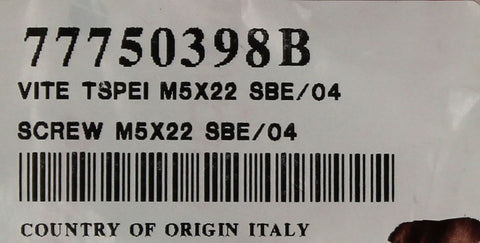 77750398B
VITE TSPEI M5X22 SBE/04
SCREW M5X22 SBE/04
COUNTRY OF ORIGIN ITALY